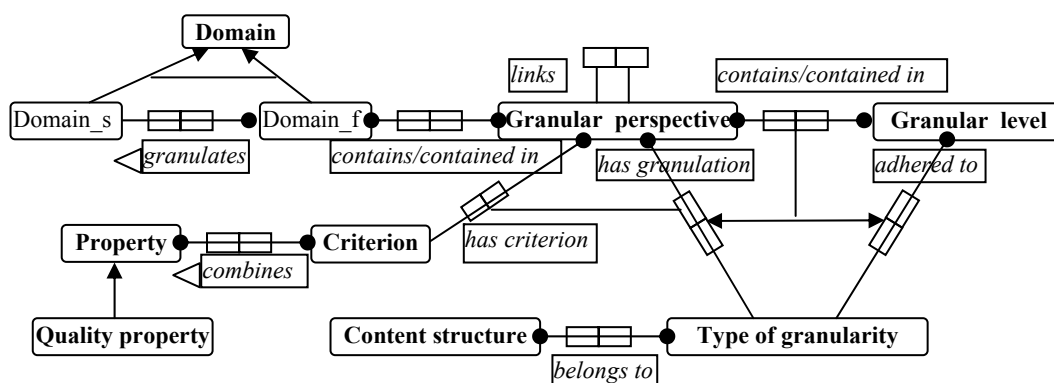 Domain
links
contains/contained in
Domain_s
Domain_f
Granular perspective
Granular level
granulates
contains/contained in
has granulation
adhered to
Property
Criterion
has criterion
combines
Quality property
Content structure
Type of granularity
belongs to